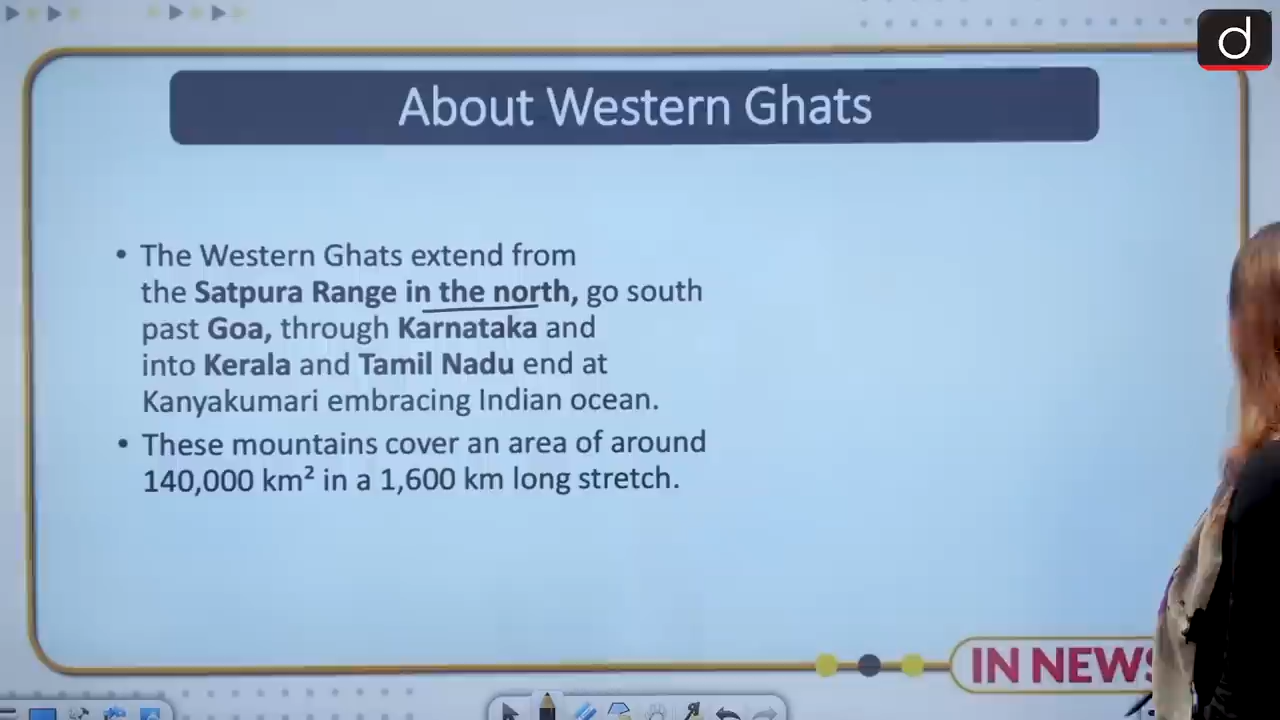 d
About Western Ghats
• The Western Ghats extend from
the Satpura Range in the north, go south
past Goa, through Karnataka and
into Kerala and Tamil Nadu end at
Kanyakumari embracing Indian ocean.
• These mountains cover an area of around
140,000 km² in a 1,600 km long stretch.
IN NEWS